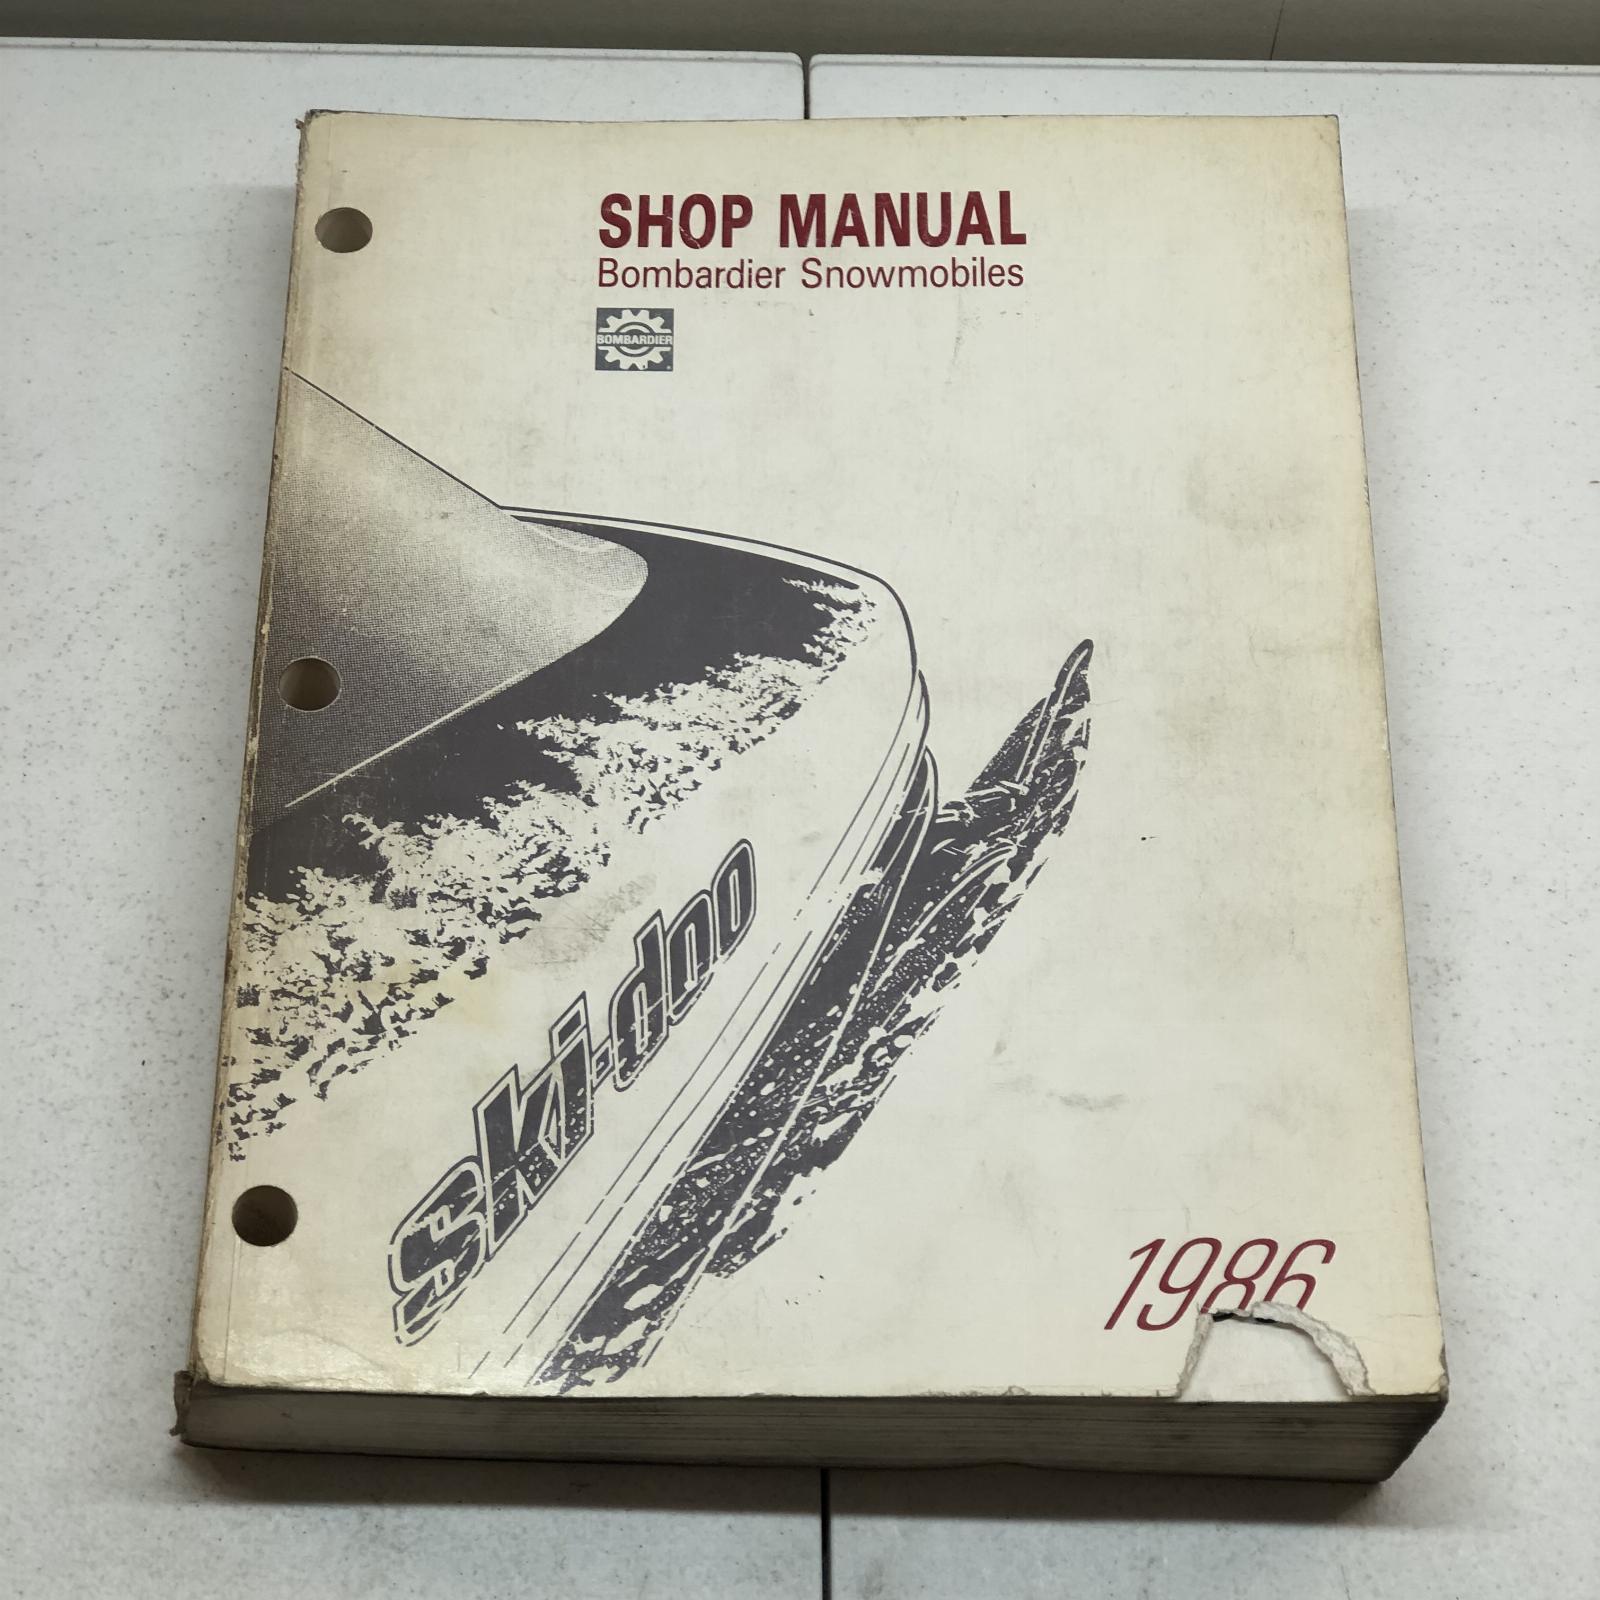 SHOP MANUAL
Bombardier Snowmobiles
BOMBARDIER
ski-doo
1986